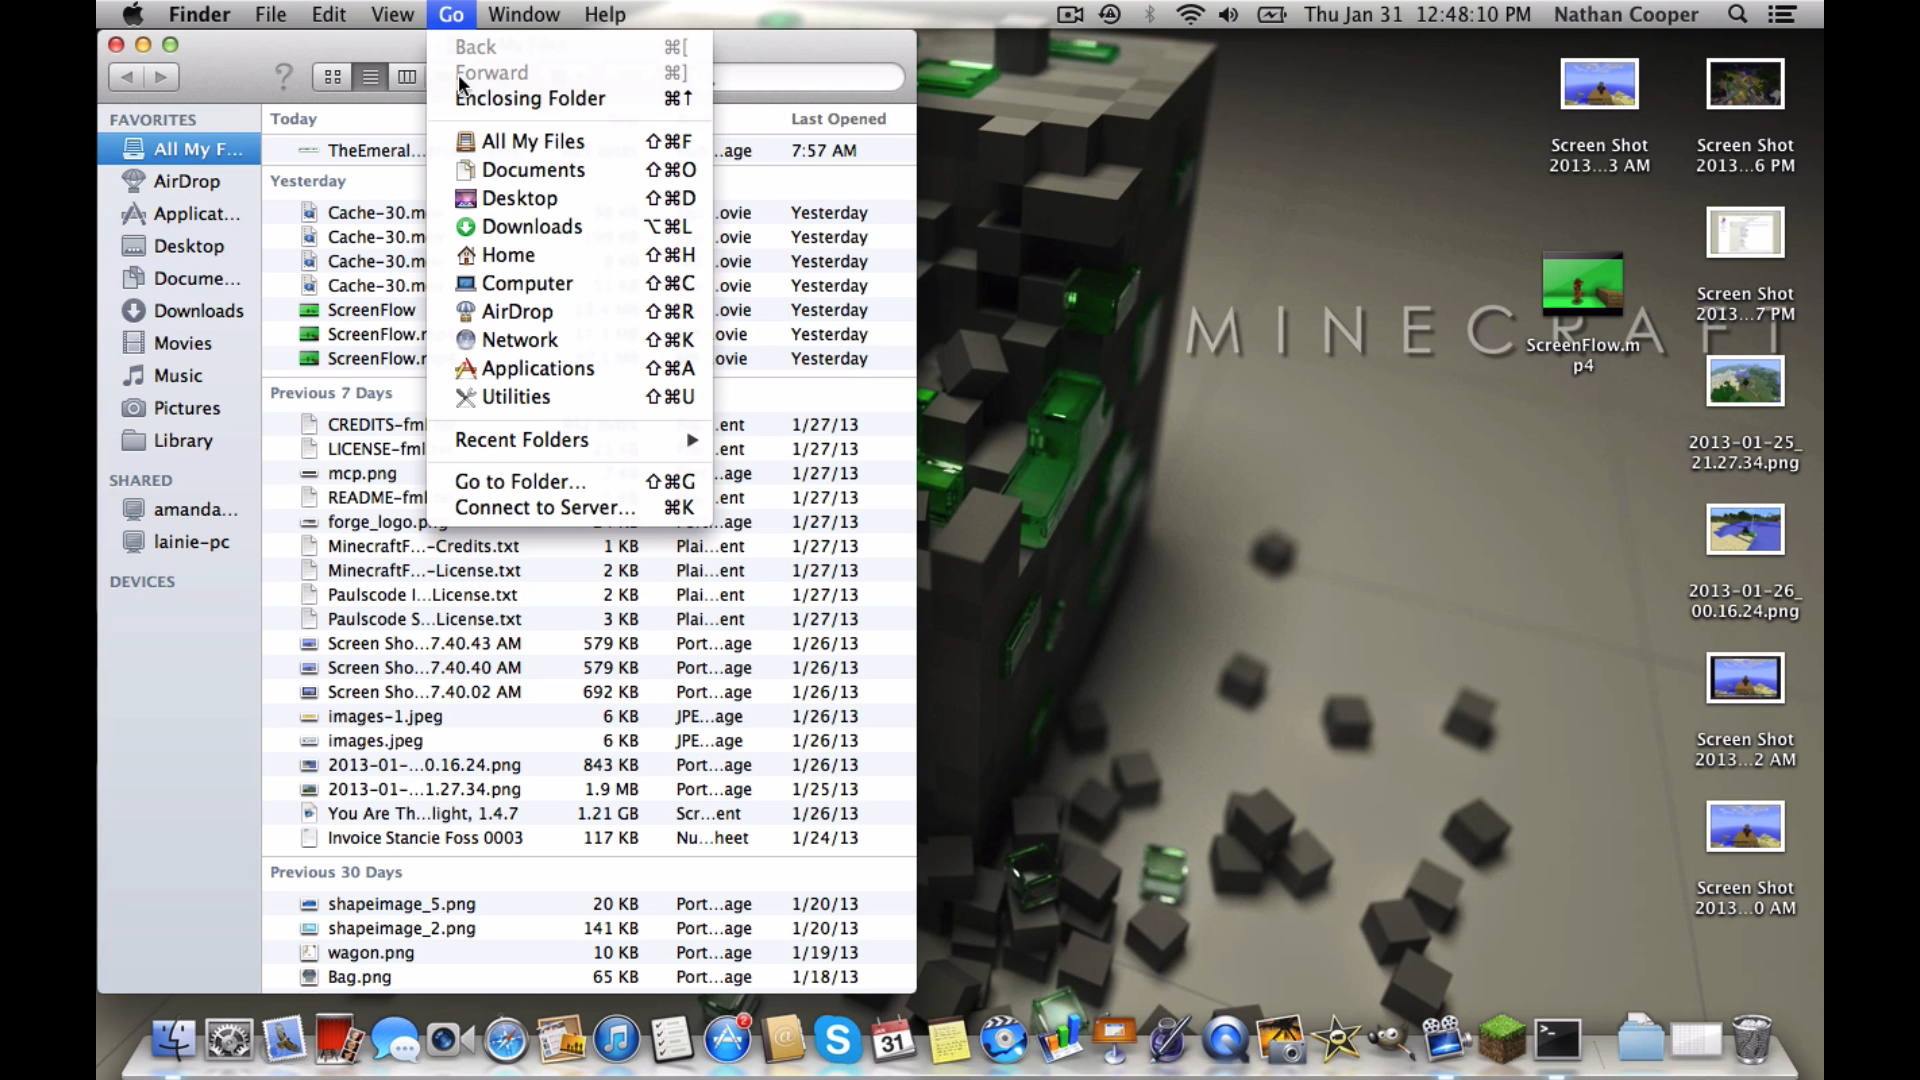 Finder File Edit View Go Window Help
Thu Jan 31 12:48:10 PM Nathan Cooper
Back ⌘[
Forward ⌘]
Enclosing Folder ⌘↑
All My Files ⇧⌘F
Documents ⇧⌘O
Desktop ⇧⌘D
Downloads ⌥⌘L
Home ⇧⌘H
Computer ⇧⌘C
AirDrop ⇧⌘R
Network ⇧⌘K
Applications ⇧⌘A
Utilities ⇧⌘U
Recent Folders ▶
Go to Folder... ⇧⌘G
Connect to Server... ⌘K
FAVORITES
All My F...
AirDrop
Applicat...
Desktop
Docume...
Downloads
Movies
Music
Pictures
Library
SHARED
amanda...
lainie-pc
DEVICES
Today Last Opened
TheEmeral... ...age 7:57 AM
Yesterday
Cache-30.m ...ovie Yesterday
Cache-30.m ...ovie Yesterday
Cache-30.m ...ovie Yesterday
Cache-30.m ...ovie Yesterday
ScreenFlow ...ovie Yesterday
ScreenFlow.m ...ovie Yesterday
ScreenFlow.m ...ovie Yesterday
Previous 7 Days
CREDITS-fml ...ent 1/27/13
LICENSE-fml ...ent 1/27/13
mcp.png ...age 1/27/13
README-fml ...ent 1/27/13
forge_logo.png ...age 1/27/13
MinecraftF...-Credits.txt 1 KB Plai...ent 1/27/13
MinecraftF...-License.txt 2 KB Plai...ent 1/27/13
Paulscode I...License.txt 2 KB Plai...ent 1/27/13
Paulscode S...License.txt 3 KB Plai...ent 1/27/13
Screen Sho...7.40.43 AM 579 KB Port...age 1/26/13
Screen Sho...7.40.40 AM 579 KB Port...age 1/26/13
Screen Sho...7.40.02 AM 692 KB Port...age 1/26/13
images-1.jpeg 6 KB JPE...age 1/26/13
images.jpeg 6 KB JPE...age 1/26/13
2013-01-...0.16.24.png 843 KB Port...age 1/26/13
2013-01-...1.27.34.png 1.9 MB Port...age 1/25/13
You Are Th...light, 1.4.7 1.21 GB Scr...ent 1/26/13
Invoice Stancie Foss 0003 117 KB Nu...heet 1/24/13
Previous 30 Days
shapeimage_5.png 20 KB Port...age 1/20/13
shapeimage_2.png 141 KB Port...age 1/20/13
wagon.png 10 KB Port...age 1/19/13
Bag.png 65 KB Port...age 1/18/13
MINECRAFT
ScreenFlow.m
p4
Screen Shot
2013...3 AM
Screen Shot
2013...6 PM
Screen Shot
2013...7 PM
2013-01-25_
21.27.34.png
2013-01-26_
00.16.24.png
Screen Shot
2013...2 AM
Screen Shot
2013...0 AM
2
31